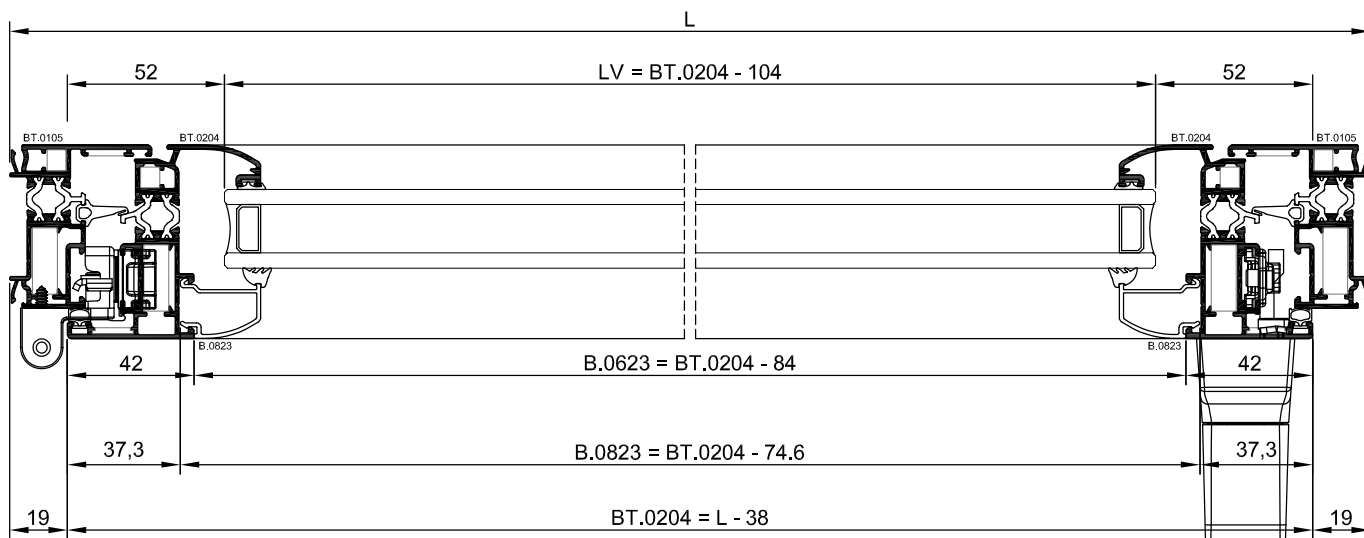 L
52 LV = BT.0204 - 104 52
BT.0105 BT.0204 BT.0204 BT.0105
B.0823 B.0823
42 B.0623 = BT.0204 - 84 42
37,3 B.0823 = BT.0204 - 74.6 37,3
19 BT.0204 = L - 38 19